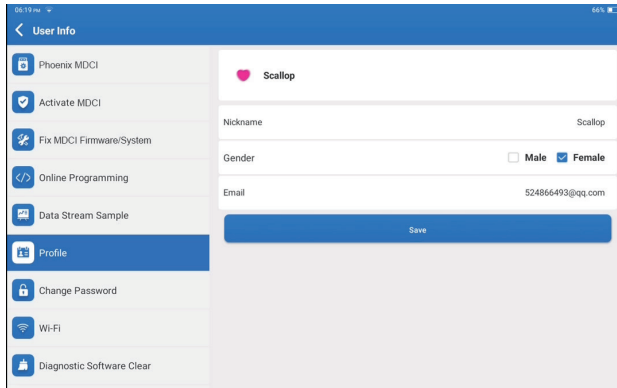 06:19 PM
66%
User Info
Phoenix MDCI
Activate MDCI
Fix MDCI Firmware/System
Online Programming
Data Stream Sample
Profile
Change Password
Wi-Fi
Diagnostic Software Clear
Scallop
Nickname Scallop
Gender Male Female
Email 524866493@qq.com
Save